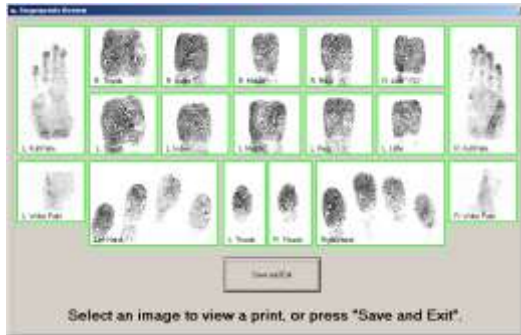 Fingerprints Review
R. Thumb R. Index R. Middle R. Ring R. Little
L. Thumb L. Index L. Middle L. Ring L. Little
L. Full Palm R. Full Palm
L. Writer Palm Left Hand L. Thumb R. Thumb Right Hand R. Writer Palm
Save and Exit
Select an image to view a print, or press "Save and Exit".